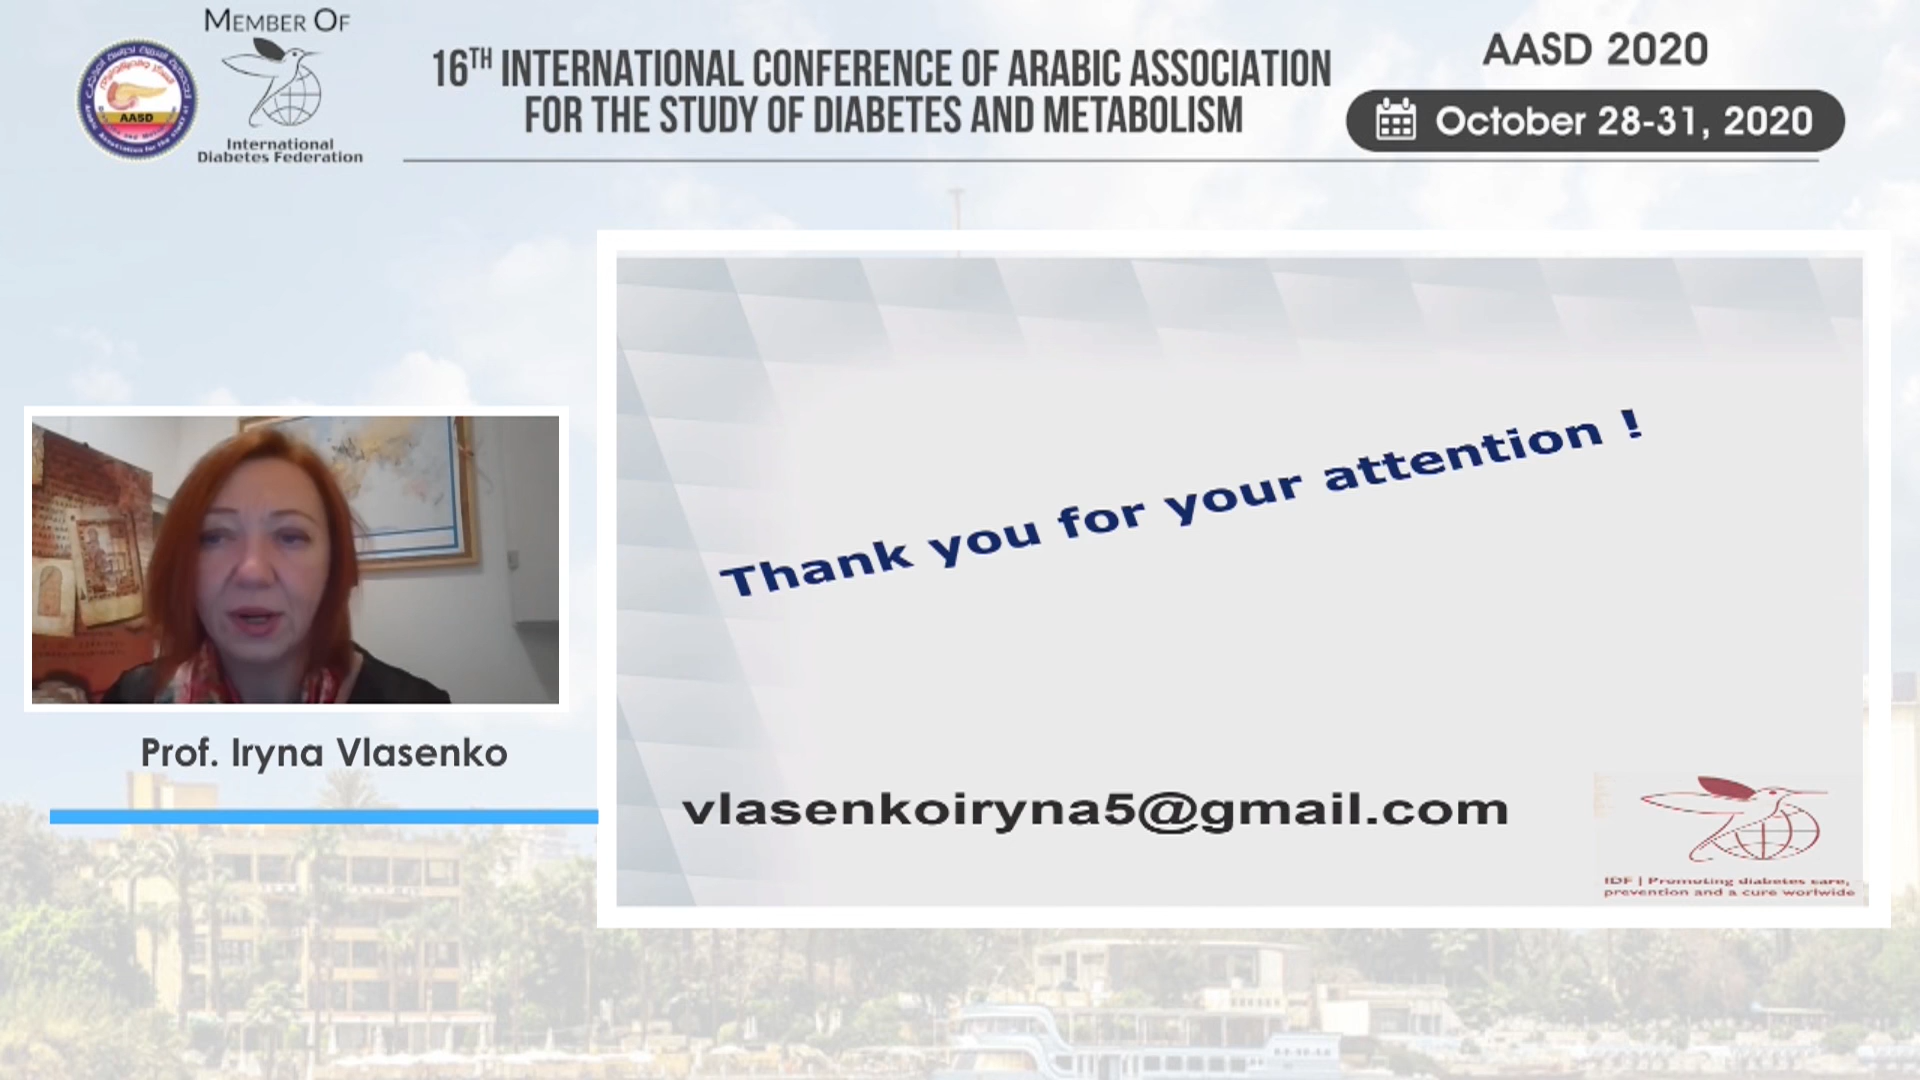 MEMBER OF
International
Diabetes Federation
AASD
16TH INTERNATIONAL CONFERENCE OF ARABIC ASSOCIATION
FOR THE STUDY OF DIABETES AND METABOLISM
AASD 2020
October 28-31, 2020
Thank you for your attention !
Prof. Iryna Vlasenko
vlasenkoiryna5@gmail.com
IDF | Promoting diabetes care,
prevention and a cure worlwide